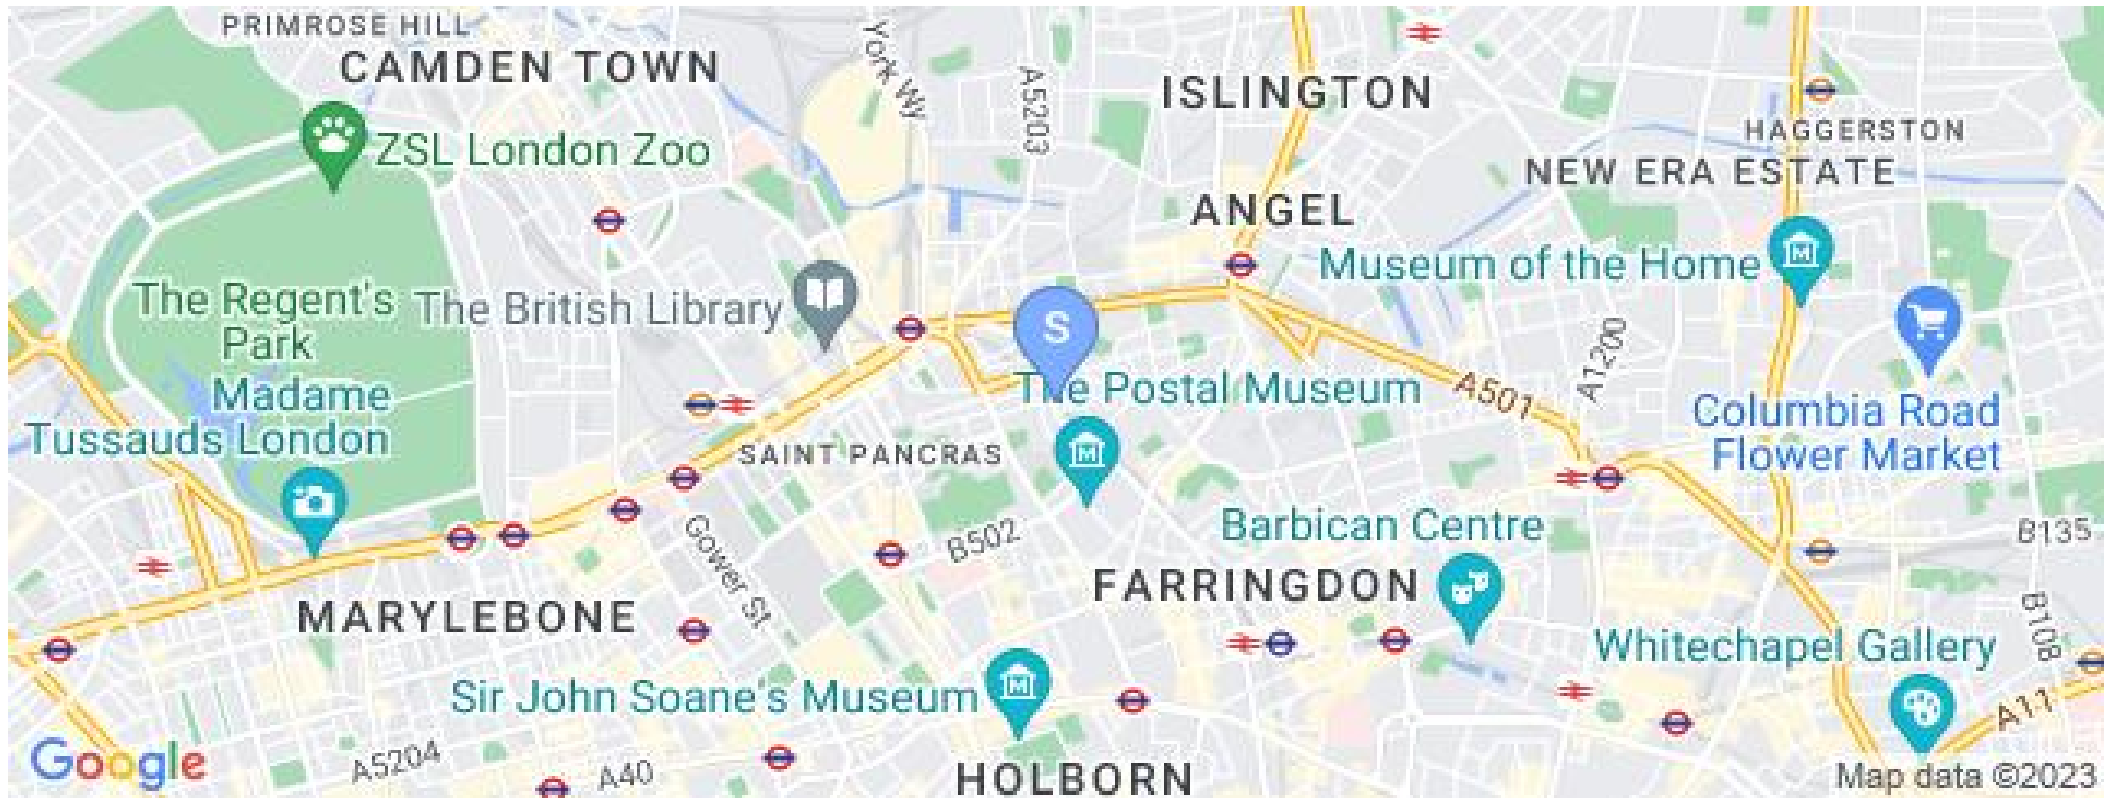 PRIMROSE HILL
CAMDEN TOWN
York Wy
A5203
ISLINGTON
HAGGERSTON
NEW ERA ESTATE
ZSL London Zoo
ANGEL
Museum of the Home
The Regent's
Park
The British Library
S
Madame
Tussauds London
The Postal Museum
A501
A1200
Columbia Road
Flower Market
SAINT PANCRAS
Gower St
B502
Barbican Centre
B135
FARRINGDON
B108
MARYLEBONE
Whitechapel Gallery
Sir John Soane's Museum
A11
Google
A5204
A40
HOLBORN
Map data ©2023